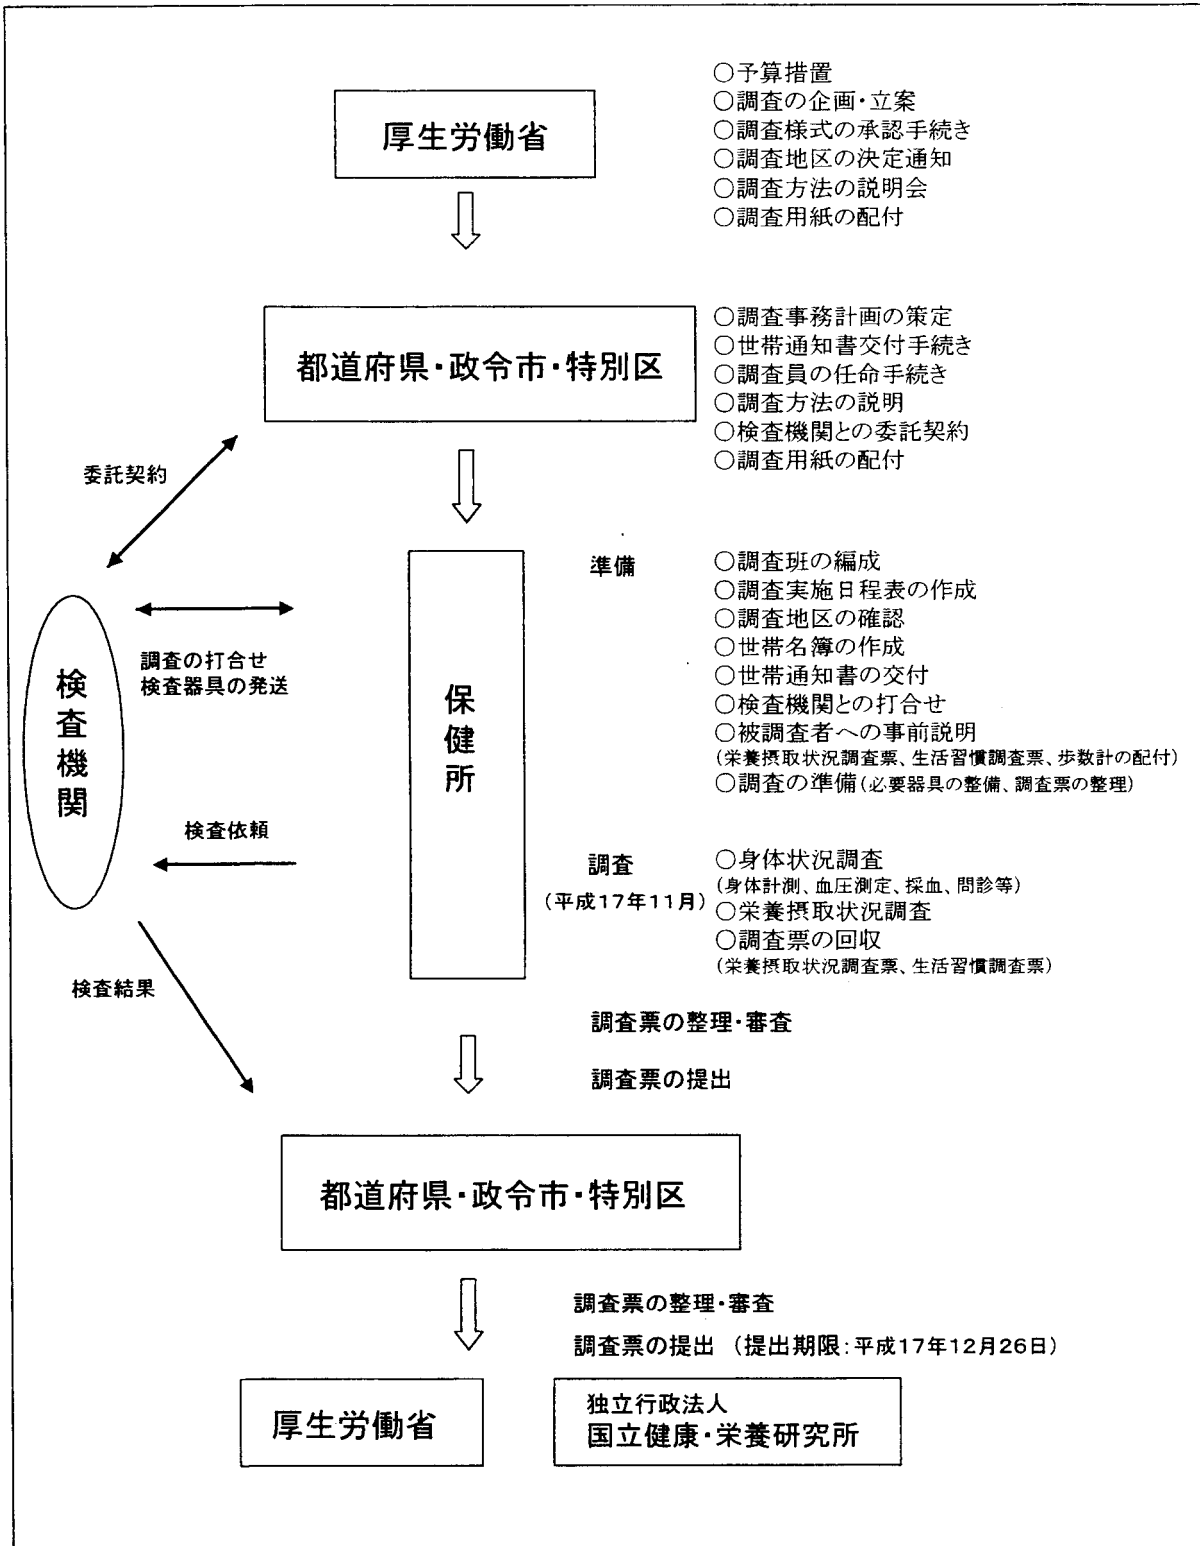 厚生労働省
○予算措置
○調査の企画・立案
○調査様式の承認手続き
○調査地区の決定通知
○調査方法の説明会
○調査用紙の配付
都道府県・政令市・特別区
○調査事務計画の策定
○世帯通知書交付手続き
○調査員の任命手続き
○調査方法の説明
○検査機関との委託契約
○調査用紙の配付
委託契約
検査機関
調査の打合せ
検査器具の発送
保健所
準備
○調査班の編成
○調査実施日程表の作成
○調査地区の確認
○世帯名簿の作成
○世帯通知書の交付
○検査機関との打合せ
○被調査者への事前説明
(栄養摂取状況調査票、生活習慣調査票、歩数計の配付)
○調査の準備(必要器具の整備、調査票の整理)
検査依頼
調査
(平成17年11月)
○身体状況調査
(身体計測、血圧測定、採血、問診等)
○栄養摂取状況調査
○調査票の回収
(栄養摂取状況調査票、生活習慣調査票)
検査結果
調査票の整理・審査
調査票の提出
都道府県・政令市・特別区
調査票の整理・審査
調査票の提出 (提出期限:平成17年12月26日)
厚生労働省
独立行政法人
国立健康・栄養研究所